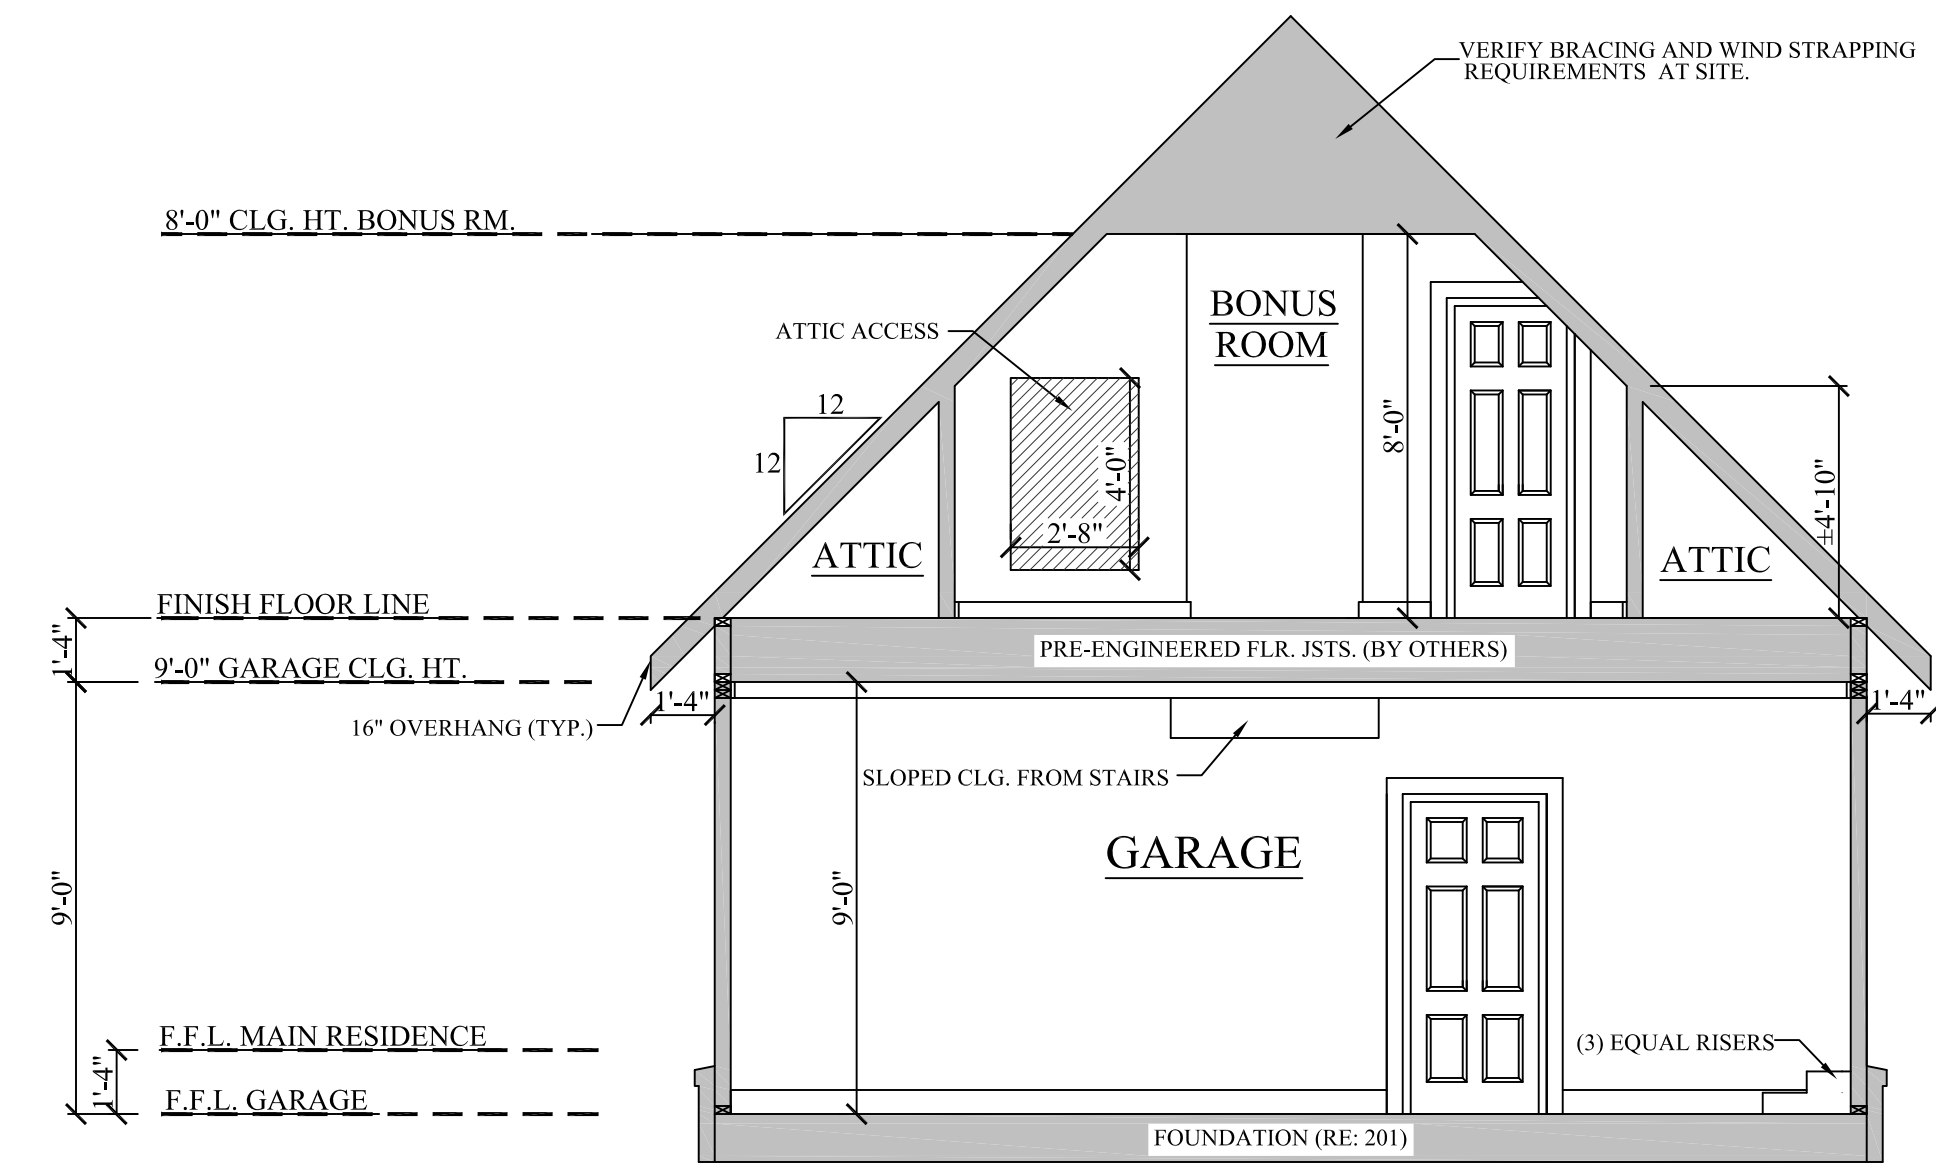 VERIFY BRACING AND WIND STRAPPING
REQUIREMENTS AT SITE.
8'-0" CLG. HT. BONUS RM.
BONUS
ROOM
ATTIC ACCESS
12
12
8'-0"
4'-0"
2'-8"
±4'-10"
ATTIC
ATTIC
FINISH FLOOR LINE
1'-4"
PRE-ENGINEERED FLR. JSTS. (BY OTHERS)
9'-0" GARAGE CLG. HT.
1'-4"
1'-4"
16" OVERHANG (TYP.)
SLOPED CLG. FROM STAIRS
GARAGE
9'-0"
9'-0"
F.F.L. MAIN RESIDENCE
(3) EQUAL RISERS
1'-4"
F.F.L. GARAGE
FOUNDATION (RE: 201)